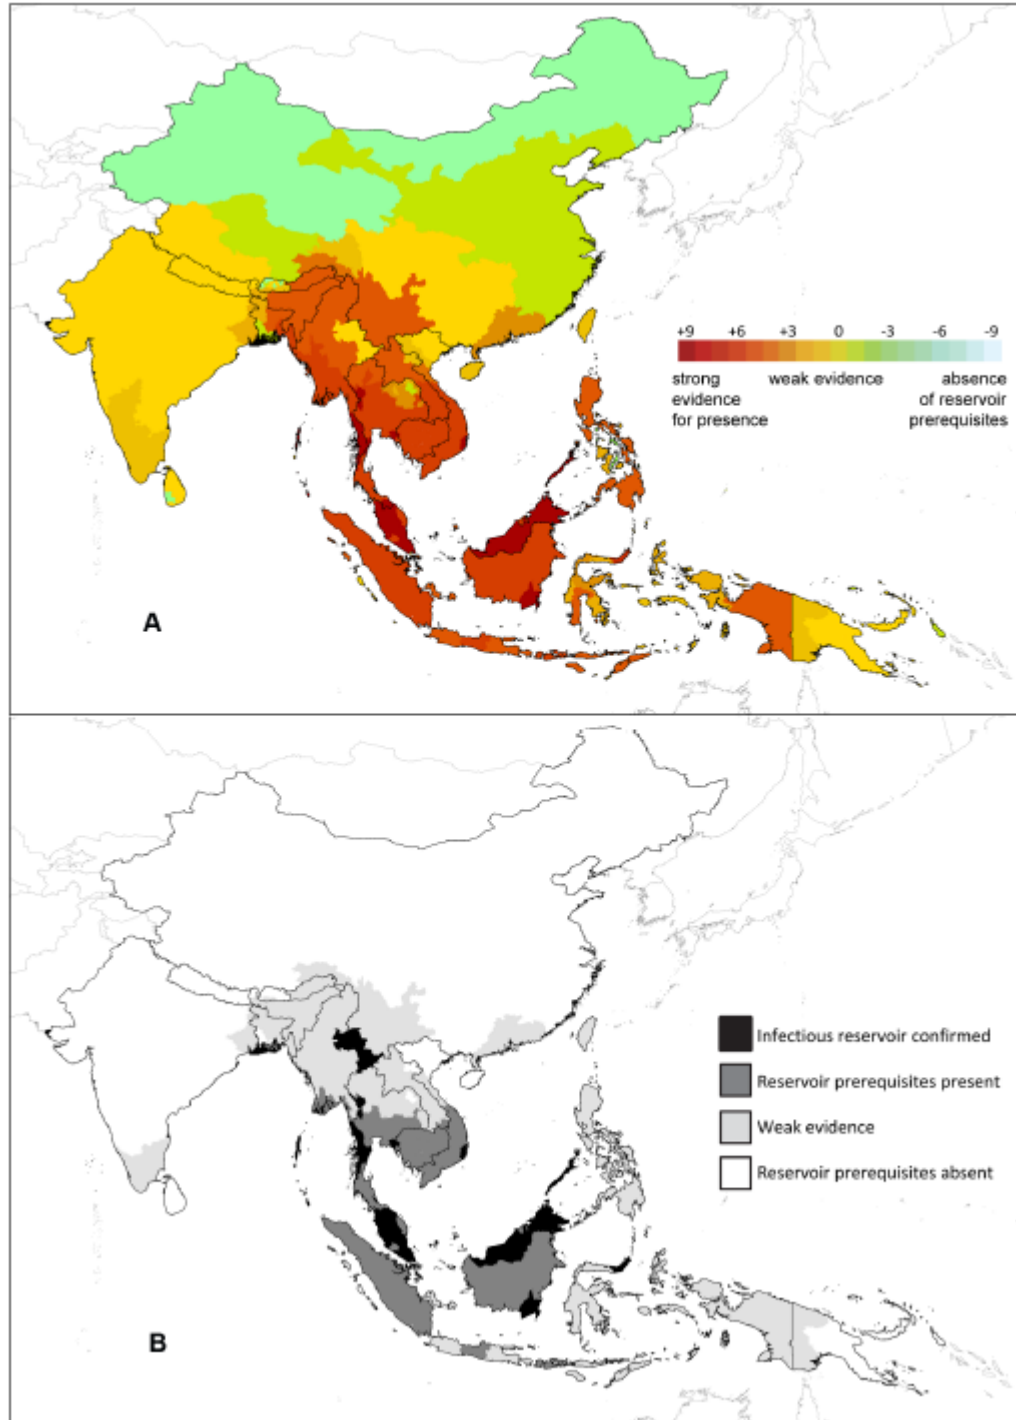 +9 +6 +3 0 -3 -6 -9
strong weak evidence absence
evidence of reservoir
for presence prerequisites
A
Infectious reservoir confirmed
Reservoir prerequisites present
Weak evidence
Reservoir prerequisites absent
B